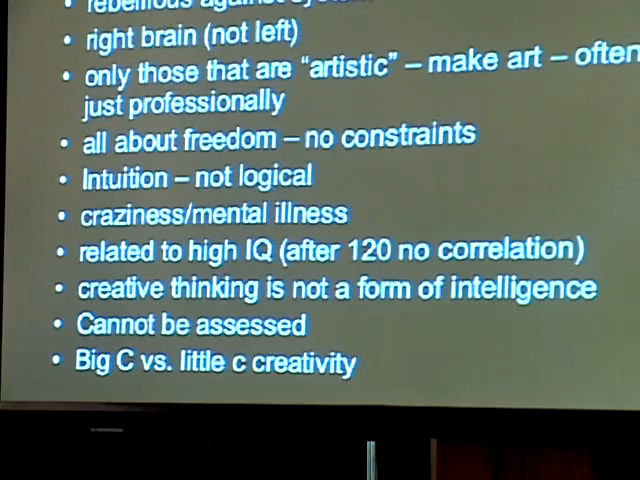 rebellious against
• right brain (not left)
• only those that are “artistic” – make art – often
just professionally
• all about freedom – no constraints
• Intuition – not logical
• craziness/mental illness
• related to high IQ (after 120 no correlation)
• creative thinking is not a form of intelligence
• Cannot be assessed
• Big C vs. little c creativity